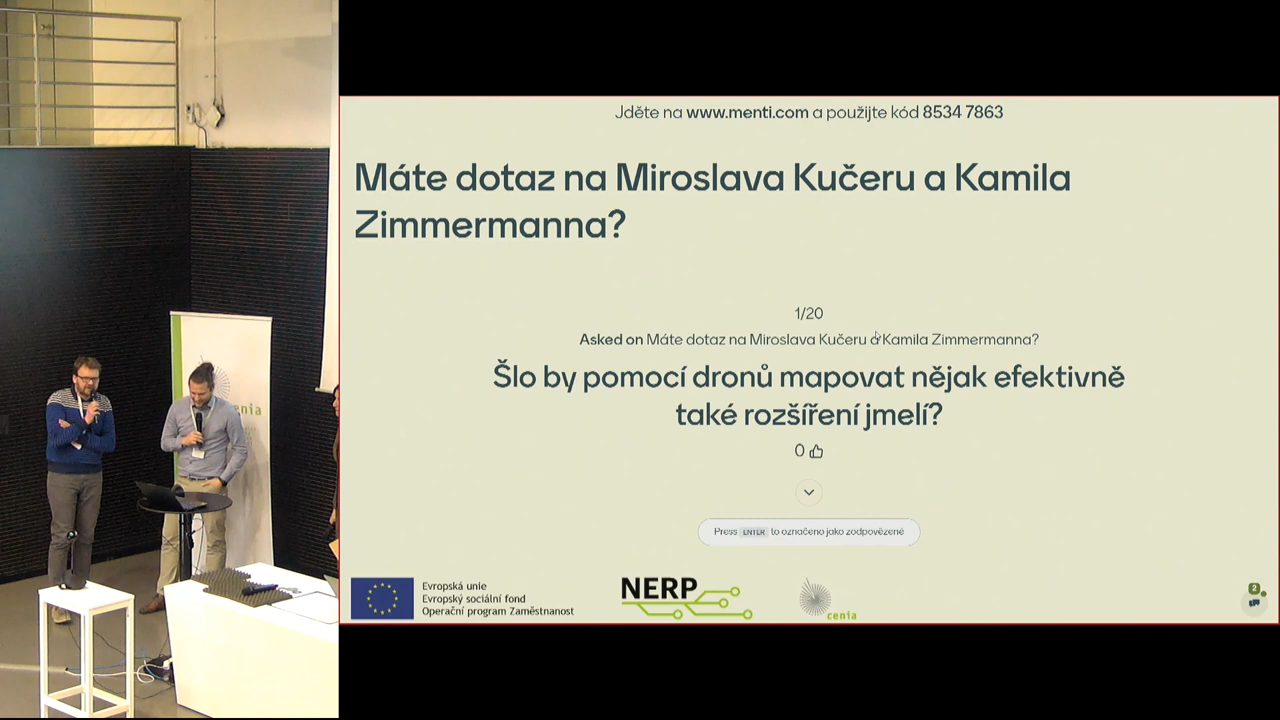 Jděte na www.menti.com a použijte kód 8534 7863
Máte dotaz na Miroslava Kučeru a Kamila
Zimmermanna?
1/20
Asked on Máte dotaz na Miroslava Kučeru a Kamila Zimmermanna?
Šlo by pomocí dronů mapovat nějak efektivně
také rozšíření jmelí?
0
Press ENTER to označeno jako zodpovězené
Evropská unie
Evropský sociální fond
Operační program Zaměstnanost
NERP
cenia
2
cenia